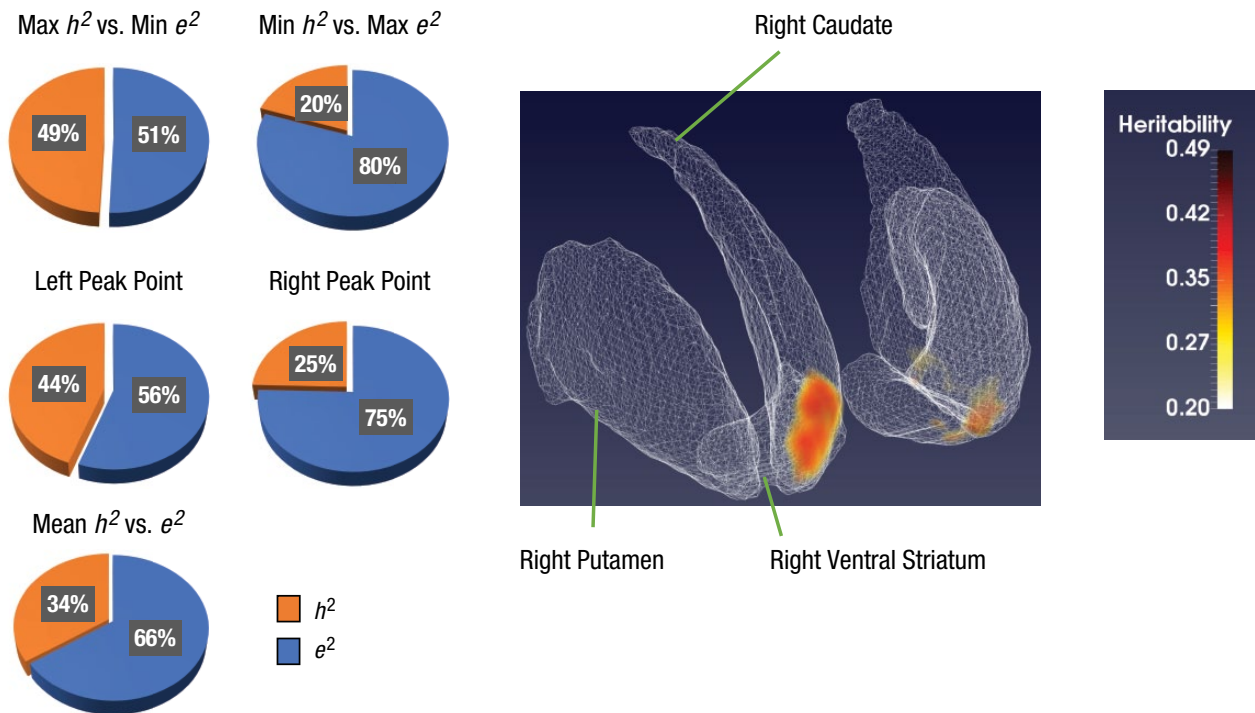 Max h² vs. Min e²
Min h² vs. Max e²
49%
51%
20%
80%
Left Peak Point
Right Peak Point
44%
56%
25%
75%
Mean h² vs. e²
34%
66%
h²
e²
Right Caudate
Right Putamen
Right Ventral Striatum
Heritability
0.49
0.42
0.35
0.27
0.20